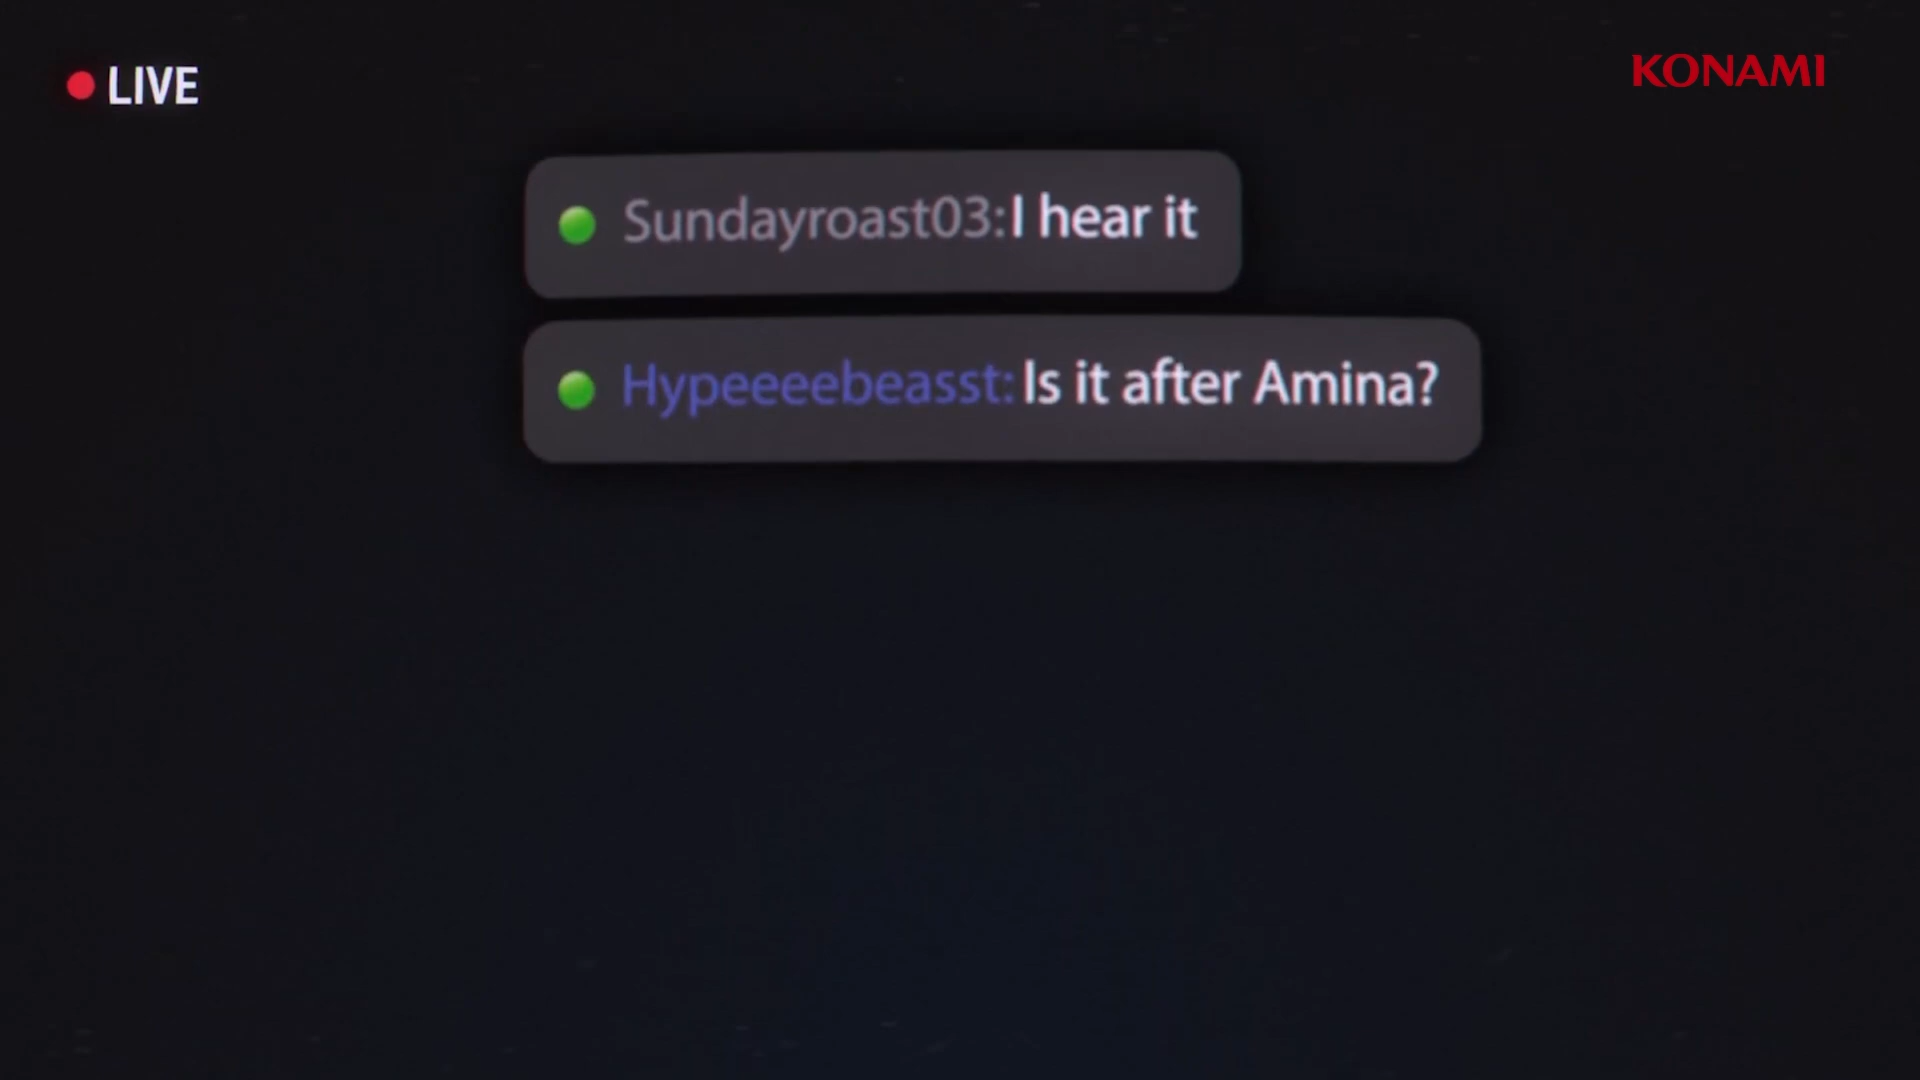 LIVE
KONAMI
Sundayroast03: I hear it
Hypeeeebeasst: Is it after Amina?